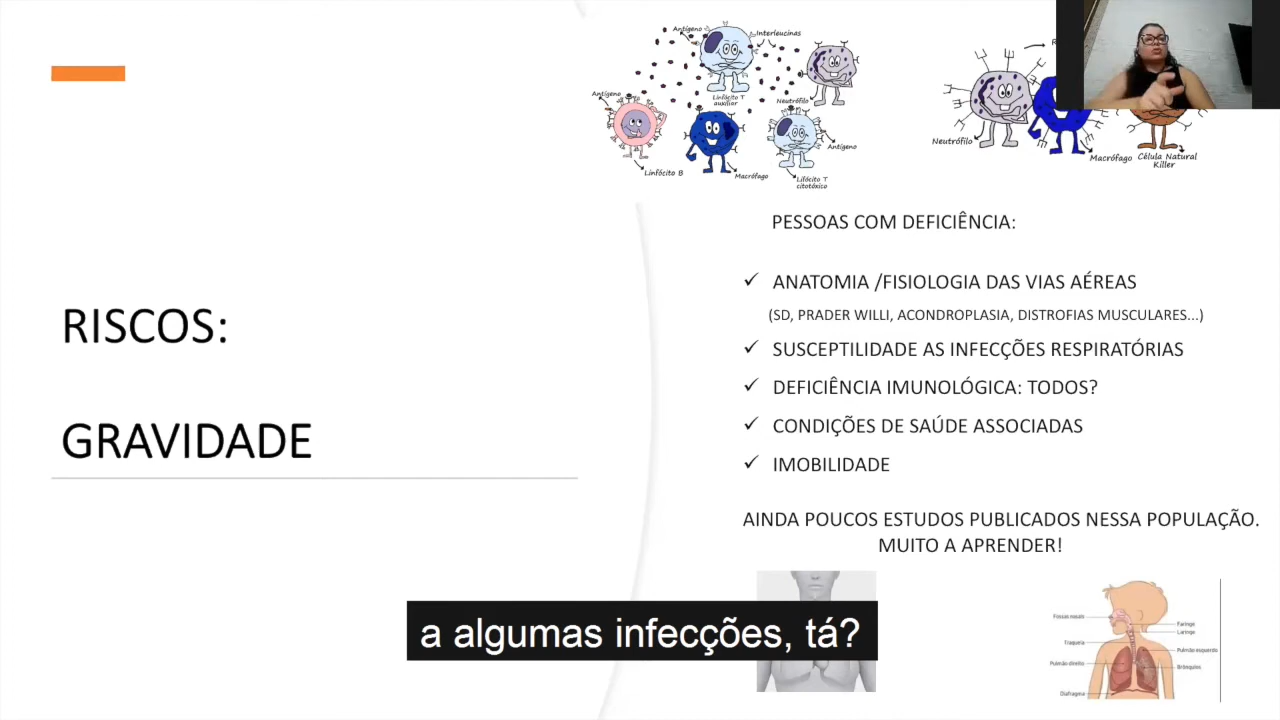 Antígeno
Interleucinas
Linfócito T
auxiliar
Antígeno
Neutrófilo
Antígeno
Linfócito B
Macrófago
Lifócito T
citotóxico
Neutrófilo
Macrófago
Célula Natural
Killer
RISCOS:
GRAVIDADE
PESSOAS COM DEFICIÊNCIA:
✓ ANATOMIA /FISIOLOGIA DAS VIAS AÉREAS
(SD, PRADER WILLI, ACONDROPLASIA, DISTROFIAS MUSCULARES...)
✓ SUSCEPTILIDADE AS INFECÇÕES RESPIRATÓRIAS
✓ DEFICIÊNCIA IMUNOLÓGICA: TODOS?
✓ CONDIÇÕES DE SAÚDE ASSOCIADAS
✓ IMOBILIDADE
AINDA POUCOS ESTUDOS PUBLICADOS NESSA POPULAÇÃO.
MUITO A APRENDER!
a algumas infecções, tá?
Fossas nasais
Faringe
Laringe
Traqueia
Pulmão esquerdo
Pulmão direito
Brônquios
Diafragma